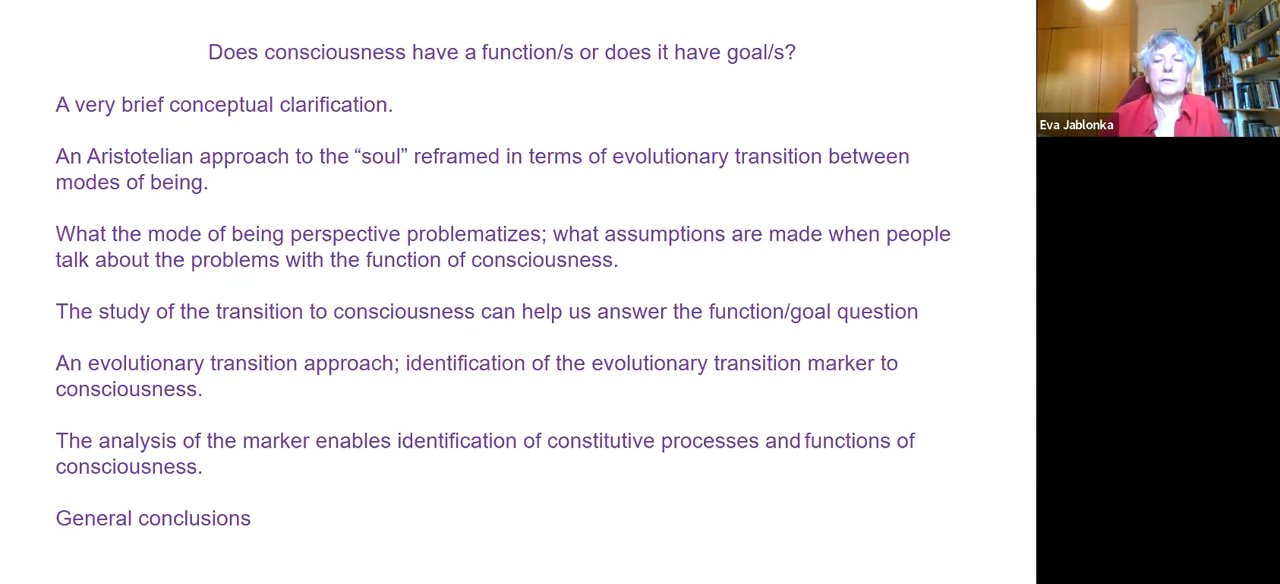 Does consciousness have a function/s or does it have goal/s?
A very brief conceptual clarification.
An Aristotelian approach to the “soul” reframed in terms of evolutionary transition between
modes of being.
What the mode of being perspective problematizes; what assumptions are made when people
talk about the problems with the function of consciousness.
The study of the transition to consciousness can help us answer the function/goal question
An evolutionary transition approach; identification of the evolutionary transition marker to
consciousness.
The analysis of the marker enables identification of constitutive processes and functions of
consciousness.
General conclusions
Eva Jablonka